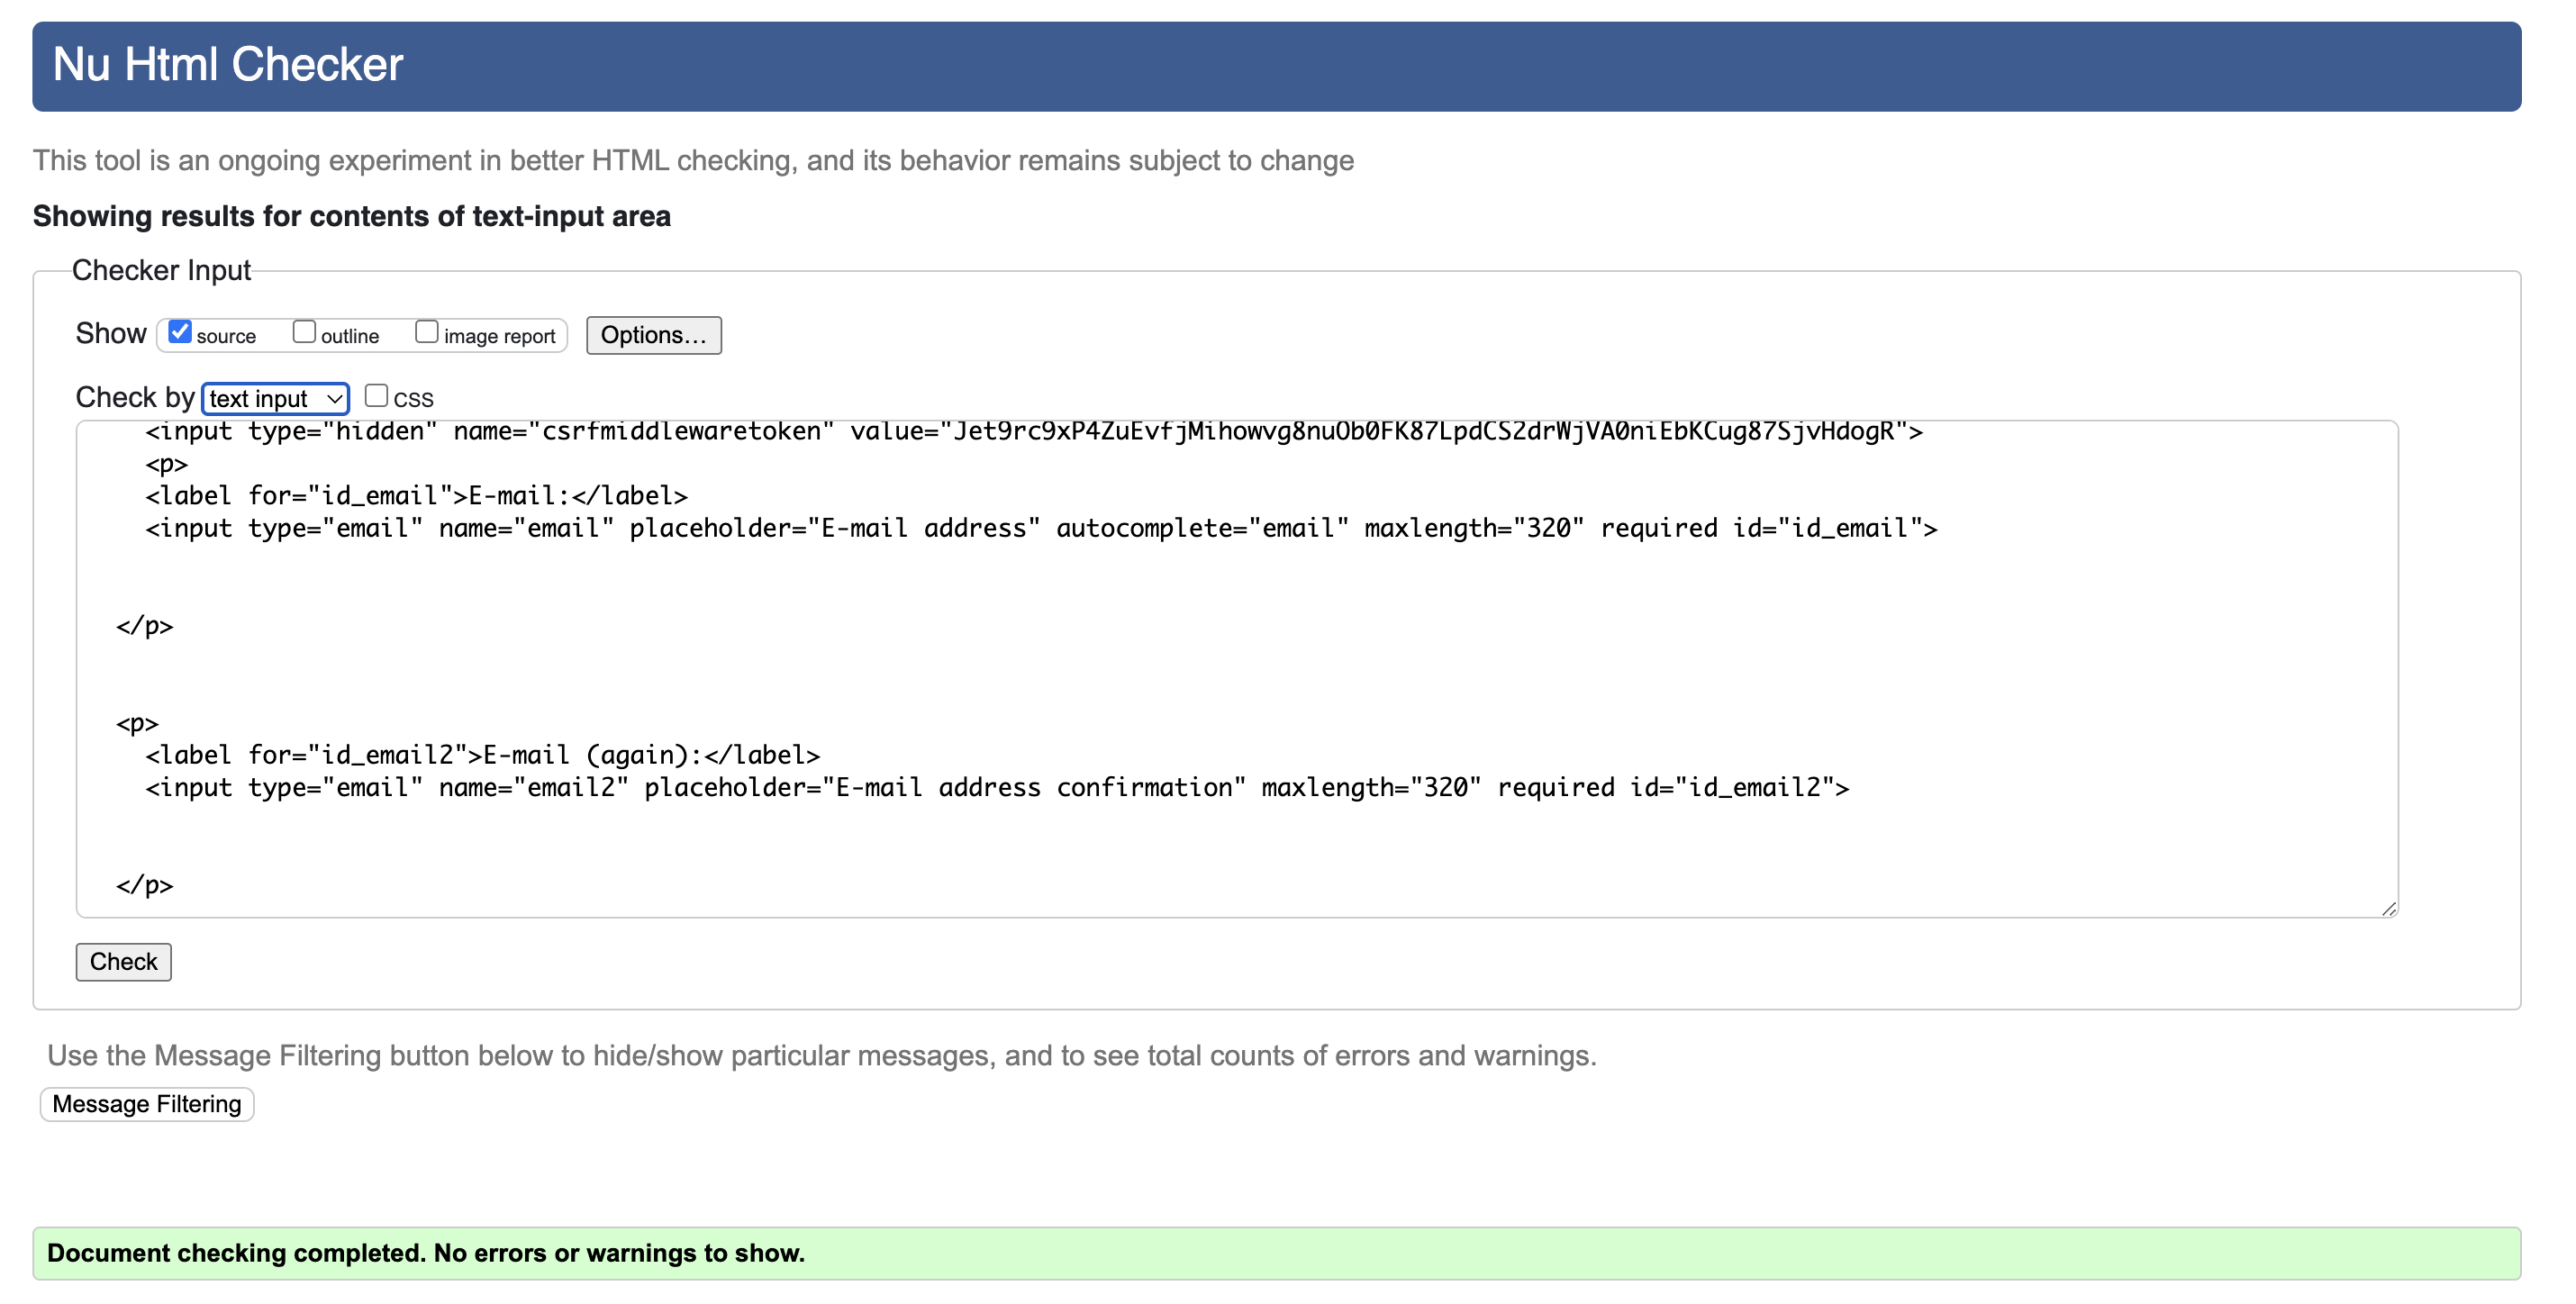 Nu Html Checker
This tool is an ongoing experiment in better HTML checking, and its behavior remains subject to change
Showing results for contents of text-input area
Checker Input
Show source outline image report Options...
Check by text input CSS
<input type="hidden" name="csrfmiddlewaretoken" value="Jet9rc9xP4ZuEvfjMihowvg8nuOb0FK87LpdCS2drWjVA0niEbKCug87SjvHdogR">
<p>
<label for="id_email">E-mail:</label>
<input type="email" name="email" placeholder="E-mail address" autocomplete="email" maxlength="320" required id="id_email">
</p>
<p>
<label for="id_email2">E-mail (again):</label>
<input type="email" name="email2" placeholder="E-mail address confirmation" maxlength="320" required id="id_email2">
</p>
Check
Use the Message Filtering button below to hide/show particular messages, and to see total counts of errors and warnings.
Message Filtering
Document checking completed. No errors or warnings to show.